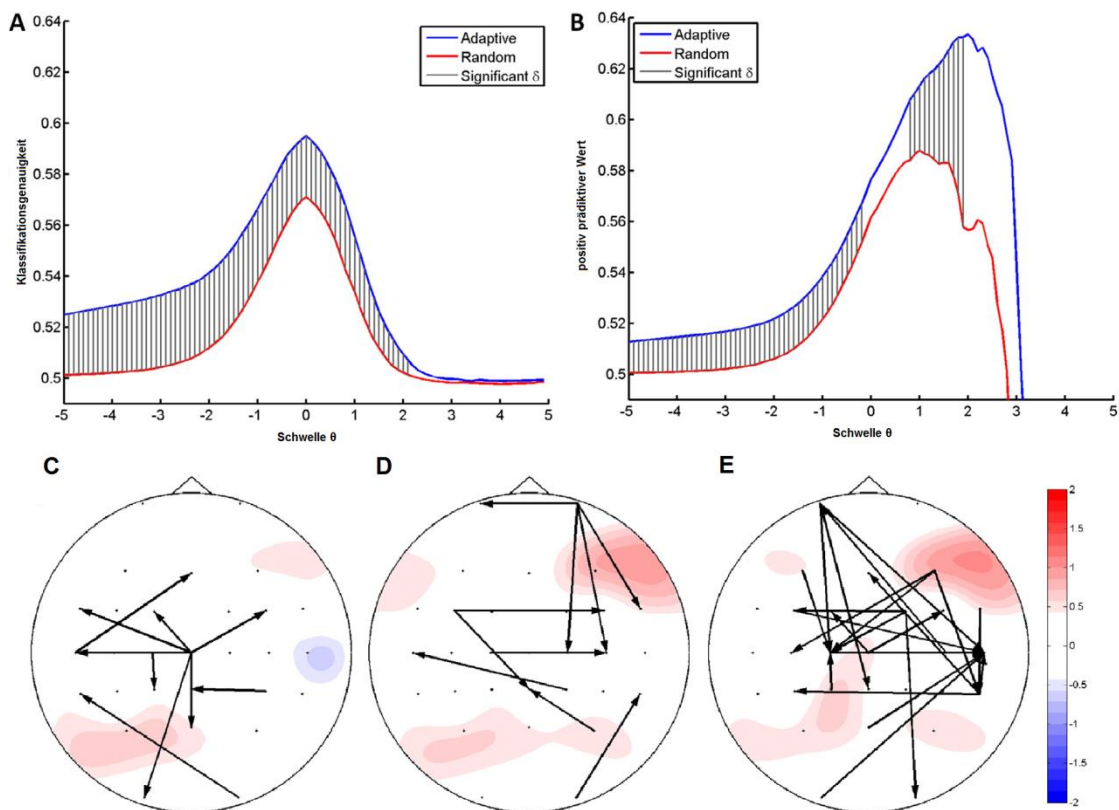 A
Klassifikationsgenauigkeit
0.64
0.62
0.6
0.58
0.56
0.54
0.52
0.5
-5 -4 -3 -2 -1 0 1 2 3 4 5
Schwelle θ
Adaptive
Random
Significant δ
B
positiv prädiktiver Wert
0.64
0.62
0.6
0.58
0.56
0.54
0.52
0.5
-5 -4 -3 -2 -1 0 1 2 3 4 5
Schwelle θ
Adaptive
Random
Significant δ
C
D
E
2
1.5
1
0.5
0
-0.5
-1
-1.5
-2